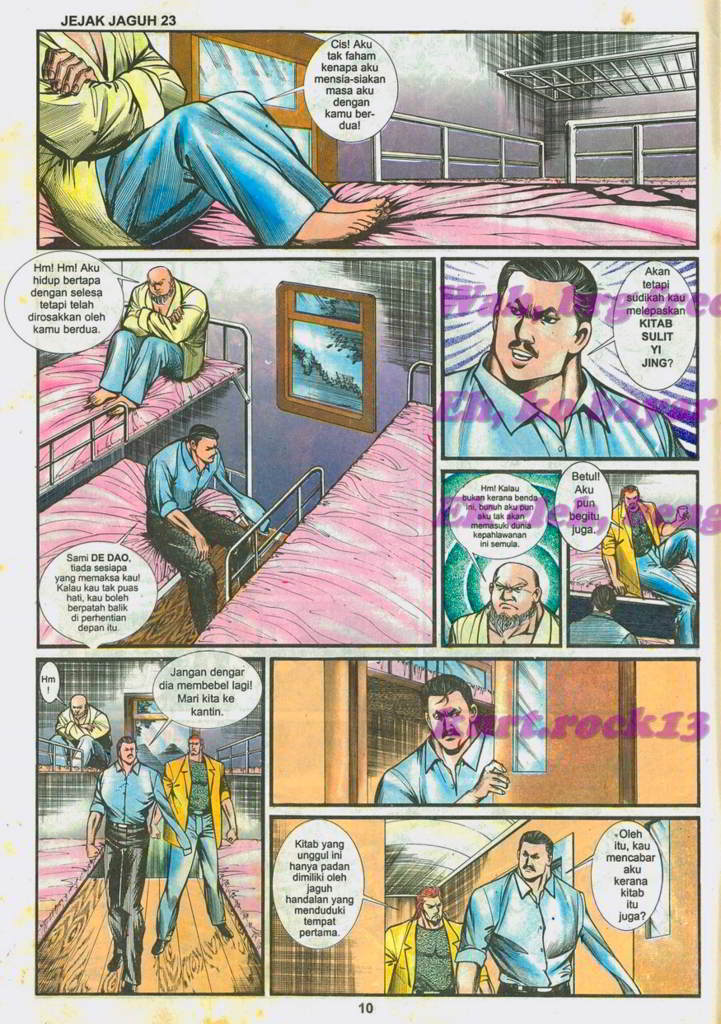 JEJAK JAGUH 23
Cis! Aku
tak faham
kenapa aku
mensia-siakan
masa aku
dengan
kamu ber-
dua!
Hm! Hm! Aku
hidup bertapa
dengan selesa
tetapi telah
dirosakkan oleh
kamu berdua.
Akan
tetapi
sudikah kau
melepaskan
KITAB
SULIT
YI
JING?
Sami DE DAO,
tiada sesiapa
yang memaksa kau!
Kalau kau tak puas
hati, kau boleh
berpatah balik
di perhentian
depan itu.
Hm! Kalau
bukan kerana benda
ini, bunuh aku pun
aku tak akan
memasuki dunia
kepahlawanan
ini semula.
Betul!
Aku
pun
begitu
juga.
Hm
!
Jangan dengar
dia membebel lagi!
Mari kita ke
kantin.
Kitab yang
unggul ini
hanya padan
dimiliki oleh
jaguh
handalan yang
menduduki
tempat
pertama.
Oleh
itu, kau
mencabar
aku
kerana
kitab
itu
juga?
Eh, ko bayar
Kurt.rock13
10